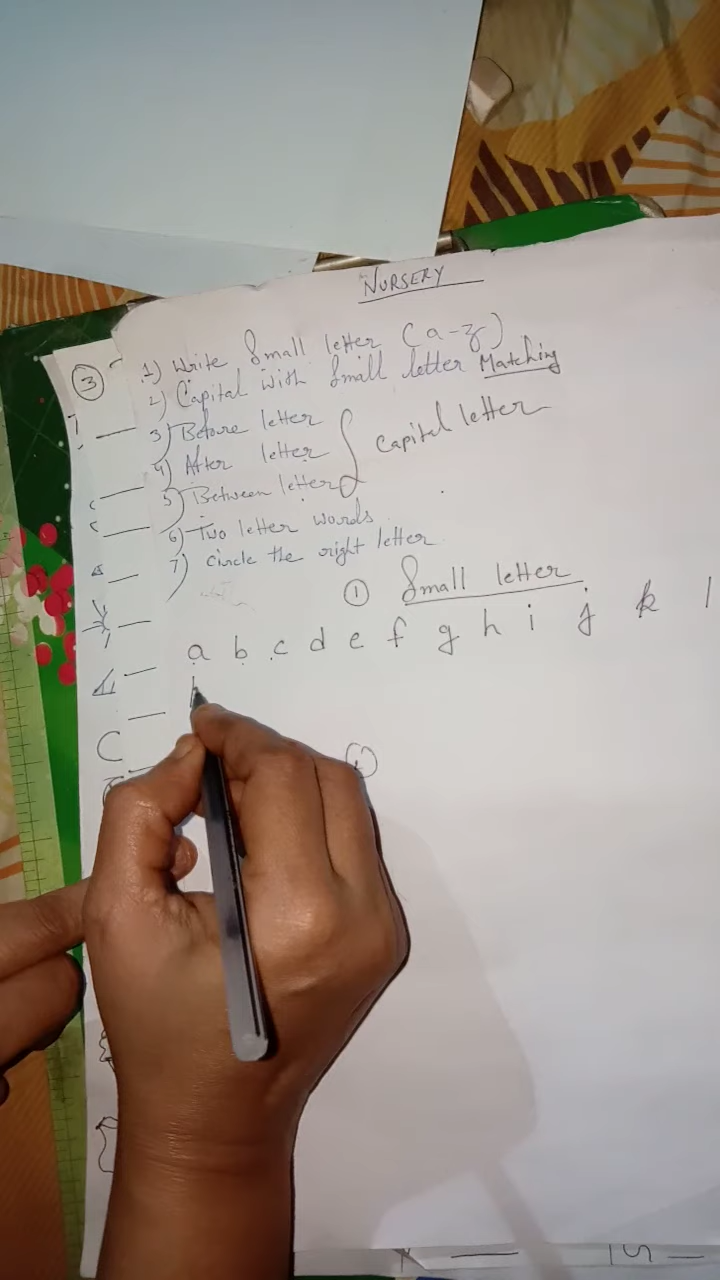 NURSERY
1) Write Small letter (a-z)
2) Capital with Small letter Matching
3) Before letter
4) After letter
5) Between letter
Capital letter
6) Two letter words
7) Circle the right letter
③
① Small letter
a b c d e f g h i j k l
C